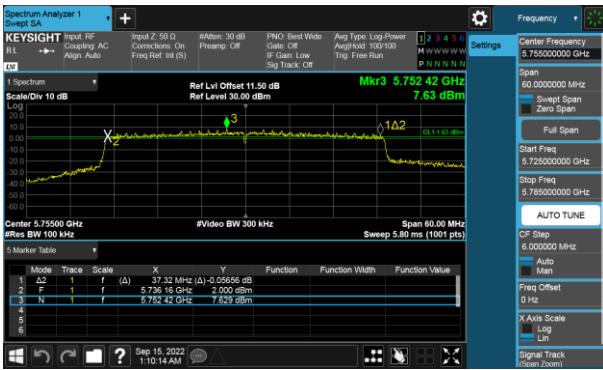 Spectrum Analyzer 1
Swept SA
+
Frequency
KEYSIGHT
RL
Input: RF
Coupling: AC
Align: Auto
Input Z: 50 Ω
Corrections: On
Freq Ref: Int (S)
#Atten: 30 dB
Preamp: Off
PNO: Best Wide
Gate: Off
IF Gain: Low
Sig Track: Off
Avg Type: Log-Power
Avg|Hold: 100/100
Trig: Free Run
1 2 3 4 5 6
M W W W W W
P N N N N N
LXI
Settings
Center Frequency
5.755000000 GHz
Span
60.0000000 MHz
Swept Span
Zero Span
Full Span
Start Freq
5.725000000 GHz
Stop Freq
5.785000000 GHz
AUTO TUNE
CF Step
6.000000 MHz
Auto
Man
Freq Offset
0 Hz
X Axis Scale
Log
Lin
Signal Track
(Span Zoom)
1 Spectrum
Scale/Div 10 dB
Ref Lvl Offset 11.50 dB
Ref Level 30.00 dBm
Mkr3 5.752 42 GHz
7.63 dBm
Log
20.0
10.0
0.00
-10.0
-20.0
-30.0
-40.0
-50.0
-60.0
X2
3
1Δ2
DL1 1.63 dBm
Center 5.75500 GHz
#Video BW 300 kHz
Span 60.00 MHz
#Res BW 100 kHz
Sweep 5.80 ms (1001 pts)
5 Marker Table
Mode Trace Scale X Y Function Function Width Function Value
1 Δ2 1 f (Δ) 37.32 MHz (Δ) -0.05656 dB
2 F 1 f 5.736 16 GHz 2.000 dBm
3 N 1 f 5.752 42 GHz 7.629 dBm
4
5
6
?
Sep 15, 2022
1:10:14 AM